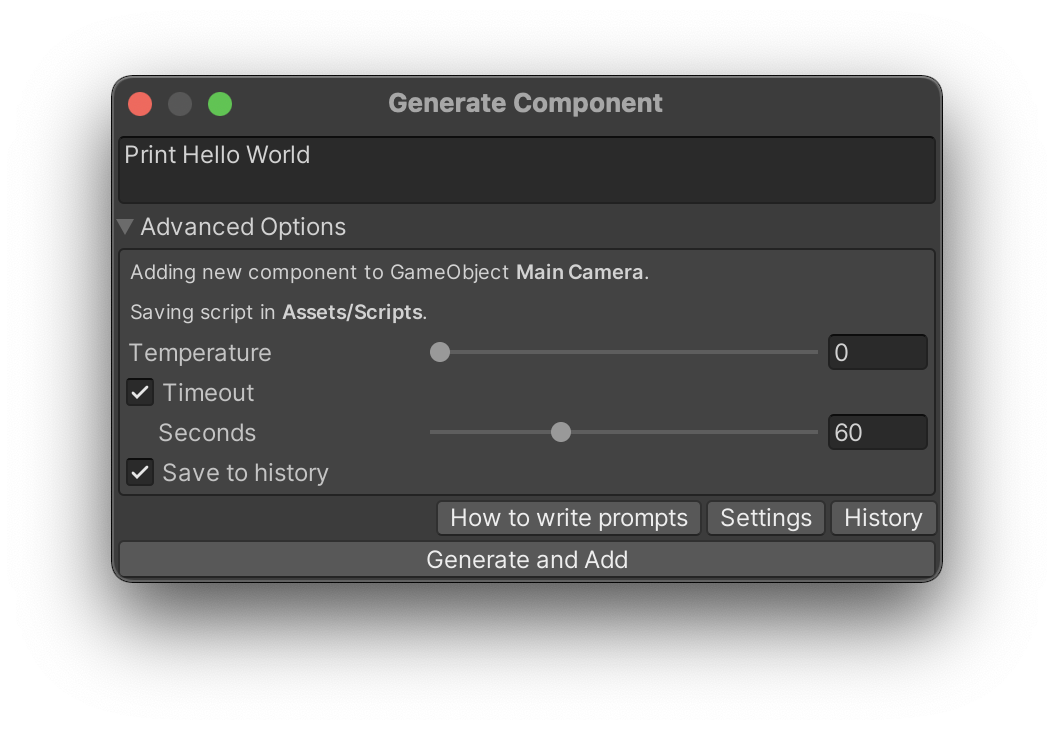 Generate Component
Print Hello World
Advanced Options
Adding new component to GameObject Main Camera.
Saving script in Assets/Scripts.
Temperature 0
Timeout
Seconds 60
Save to history
How to write prompts Settings History
Generate and Add